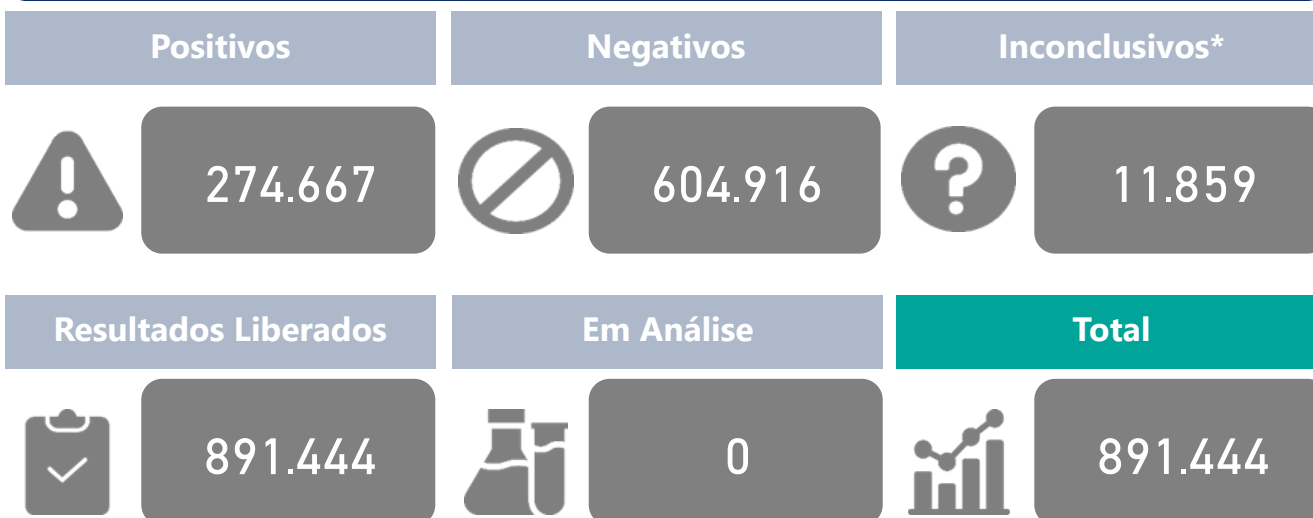 Positivos
Negativos
Inconclusivos*
274.667
604.916
11.859
Resultados Liberados
Em Análise
Total
891.444
0
891.444